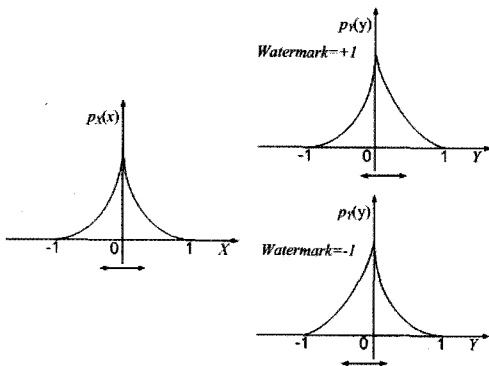 pX(x)
-1
0
1
X
pY(y)
Watermark=+1
-1
0
1
Y
pY(y)
Watermark=-1
-1
0
1
Y